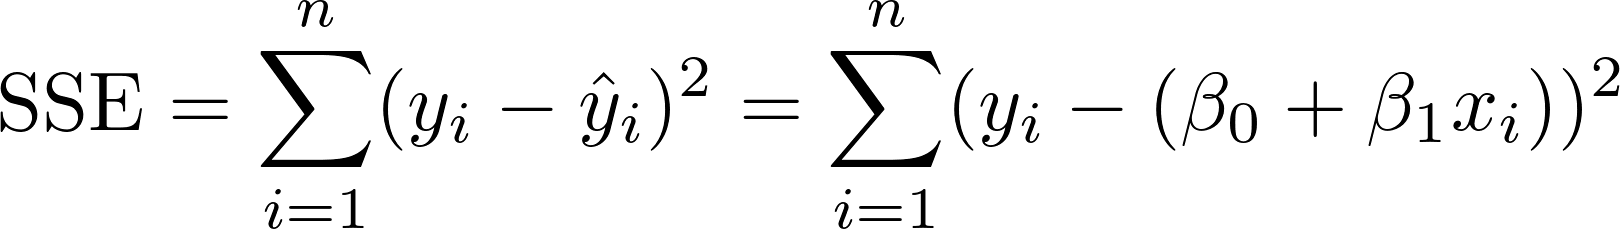 SSE = \sum_{i=1}^{n} (y_i - \hat{y}_i)^2 = \sum_{i=1}^{n} (y_i - (\beta_0 + \beta_1 x_i))^2